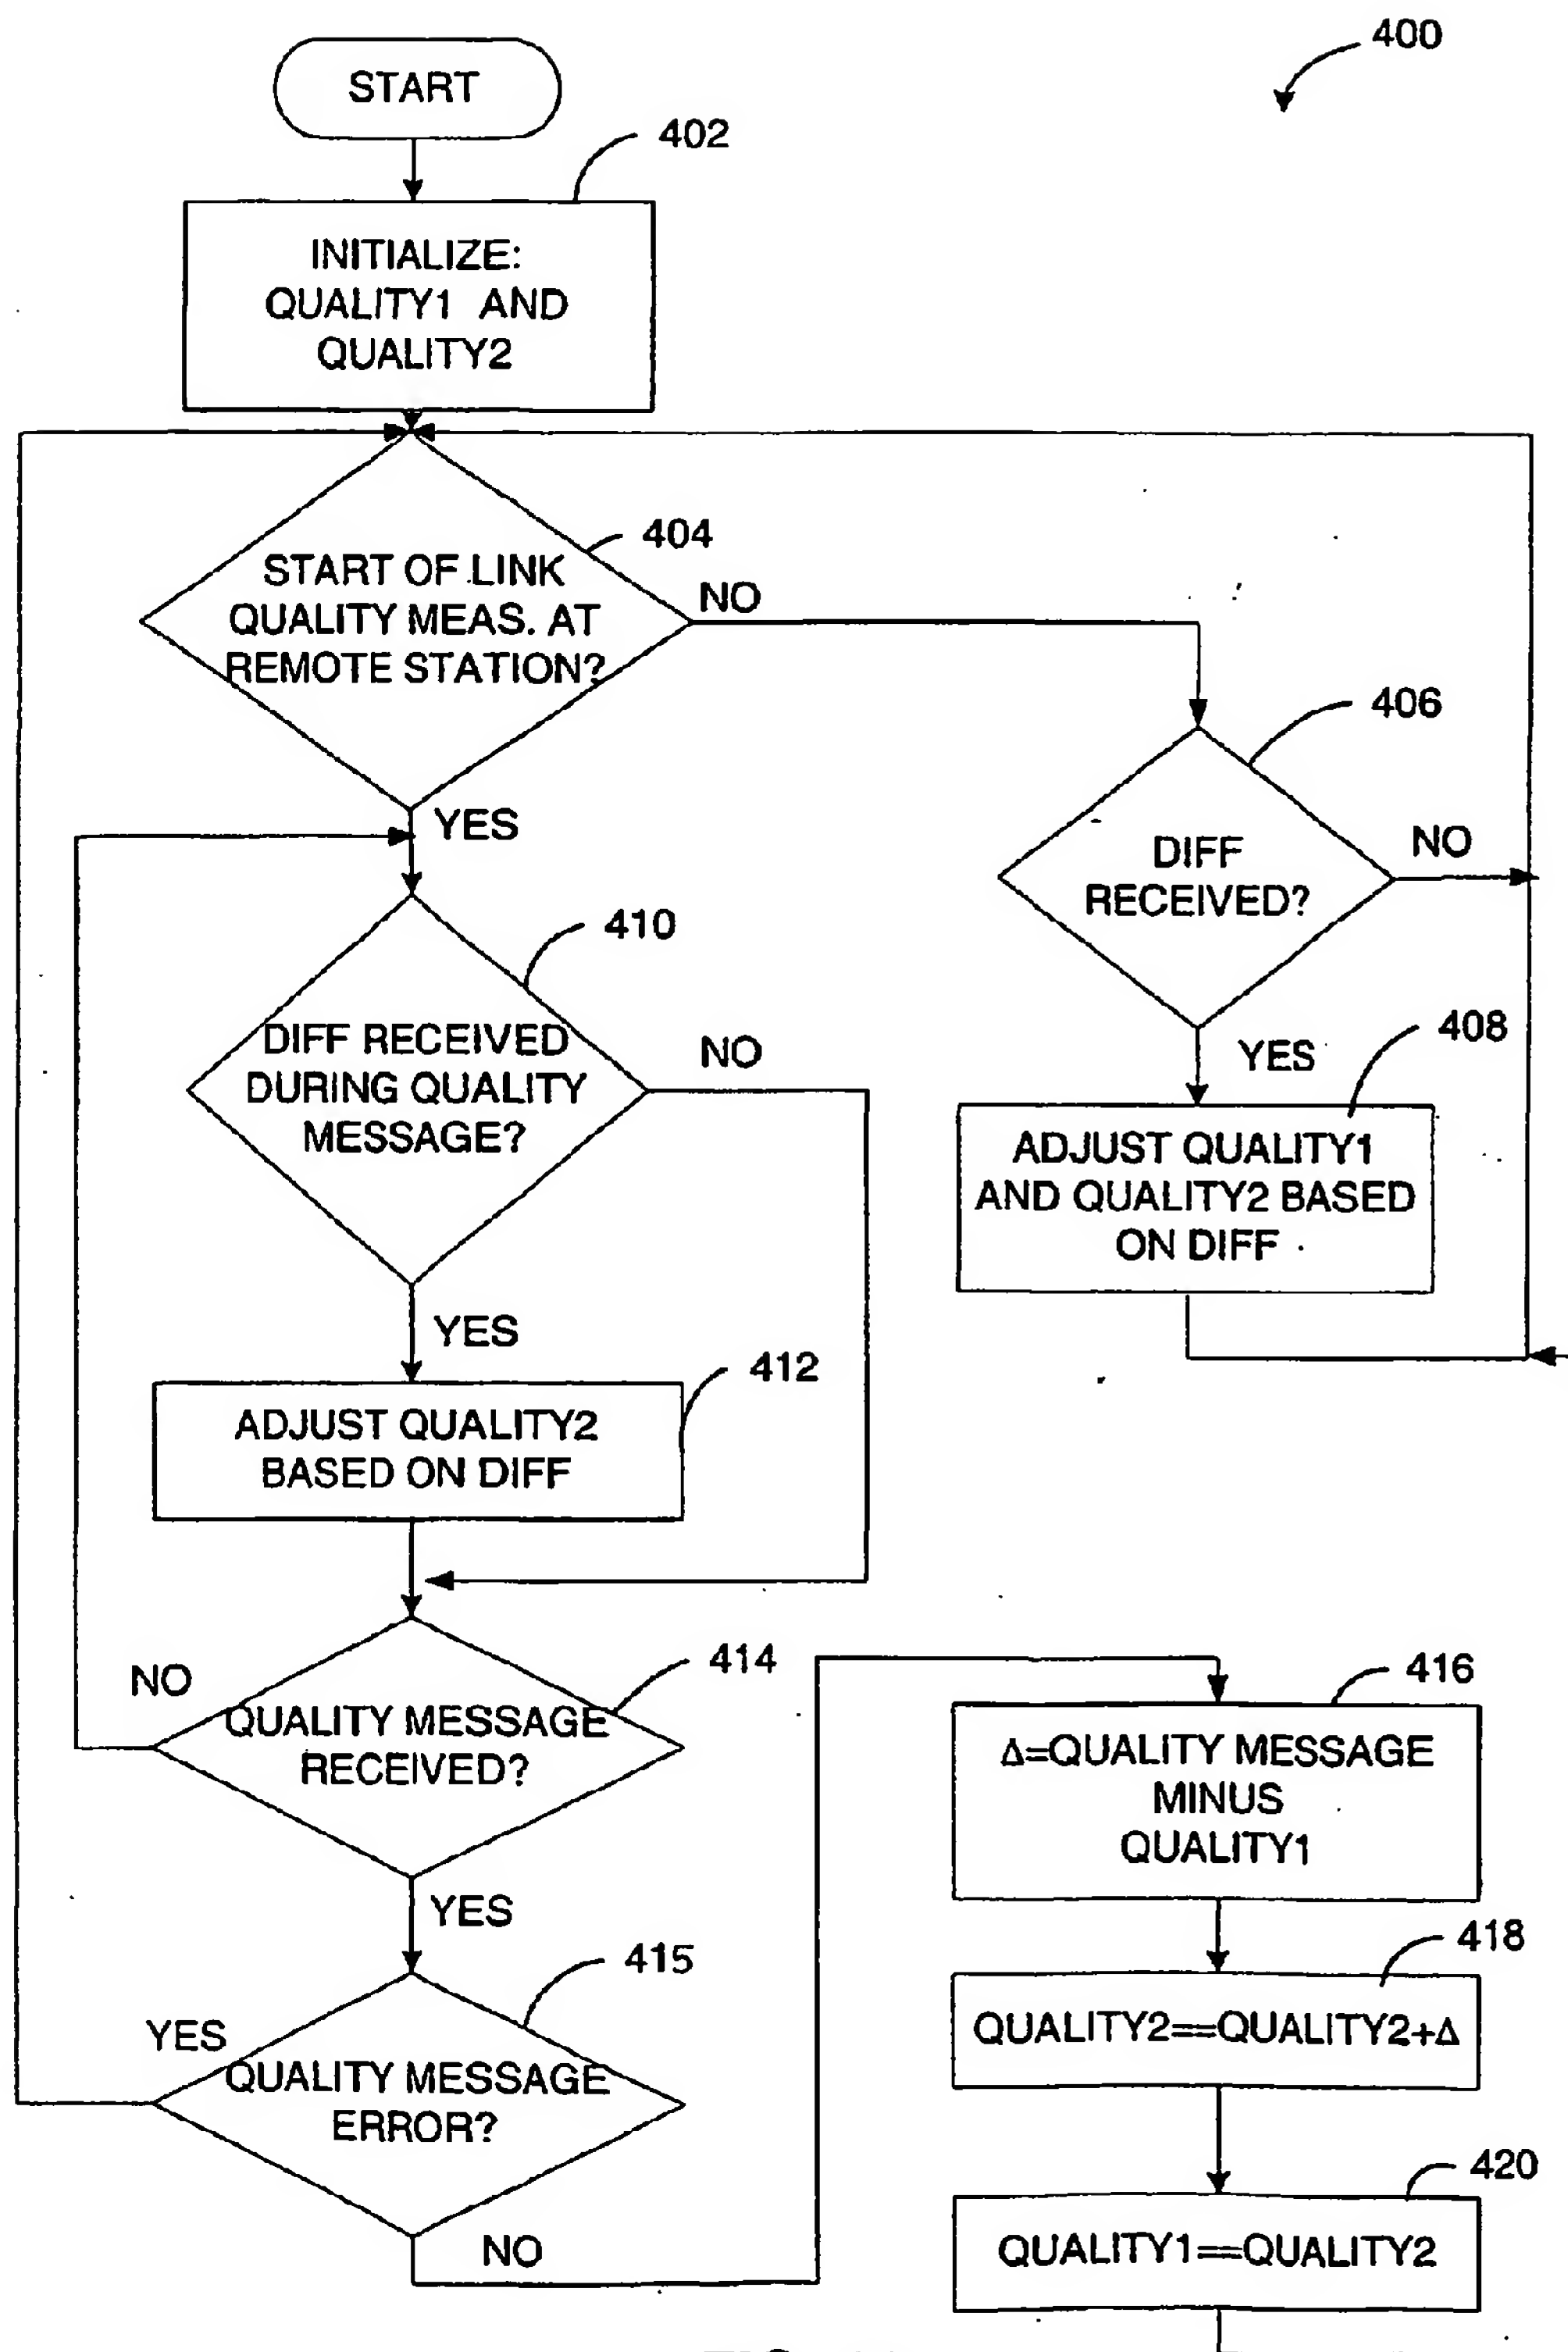 400
START
402
INITIALIZE:
QUALITY1 AND
QUALITY2
404
START OF LINK
QUALITY MEAS. AT
REMOTE STATION?
NO
YES
406
DIFF
RECEIVED?
NO
YES
408
ADJUST QUALITY1
AND QUALITY2 BASED
ON DIFF
410
DIFF RECEIVED
DURING QUALITY
MESSAGE?
NO
YES
412
ADJUST QUALITY2
BASED ON DIFF
414
QUALITY MESSAGE
RECEIVED?
NO
YES
415
QUALITY MESSAGE
ERROR?
YES
NO
416
Δ=QUALITY MESSAGE
MINUS
QUALITY1
418
QUALITY2==QUALITY2+Δ
420
QUALITY1==QUALITY2